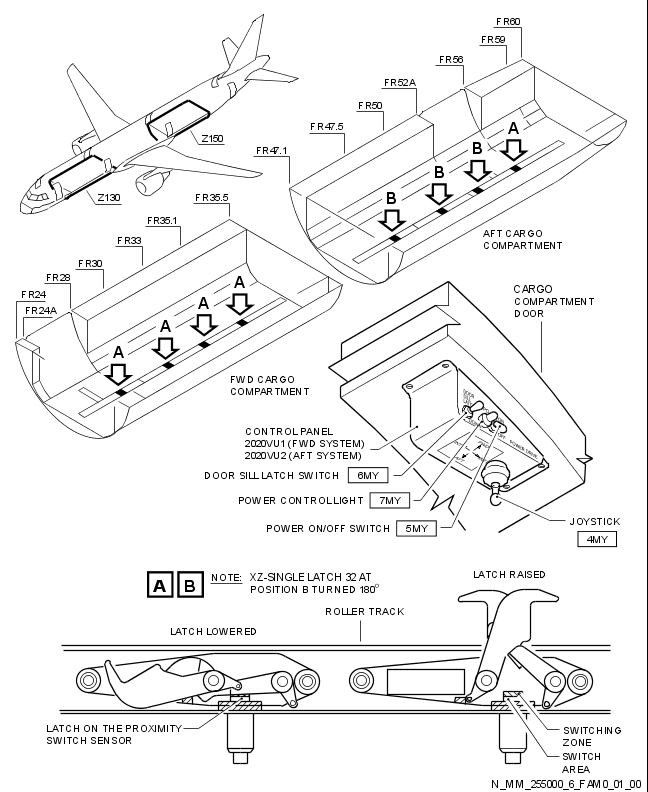 FR60
FR59
FR56
FR52A
FR50
FR47.5
FR47.1
Z150
Z130
A
B
B
B
AFT CARGO
COMPARTMENT
FR35.5
FR35.1
FR33
FR30
FR28
FR24
FR24A
A
A
A
A
FWD CARGO
COMPARTMENT
CARGO
COMPARTMENT
DOOR
CONTROL PANEL
2020VU1 (FWD SYSTEM)
2020VU2 (AFT SYSTEM)
DOOR SILL LATCH SWITCH 6MY
POWER CONTROL LIGHT 7MY
POWER ON/OFF SWITCH 5MY
JOYSTICK
4MY
DOOR
SILL
POWER DRIVE
A B NOTE: XZ-SINGLE LATCH 32 AT
POSITION B TURNED 180°
LATCH RAISED
ROLLER TRACK
LATCH LOWERED
LATCH ON THE PROXIMITY
SWITCH SENSOR
SWITCHING
ZONE
SWITCH
AREA
N_MM_255000_6_FAM0_01_00